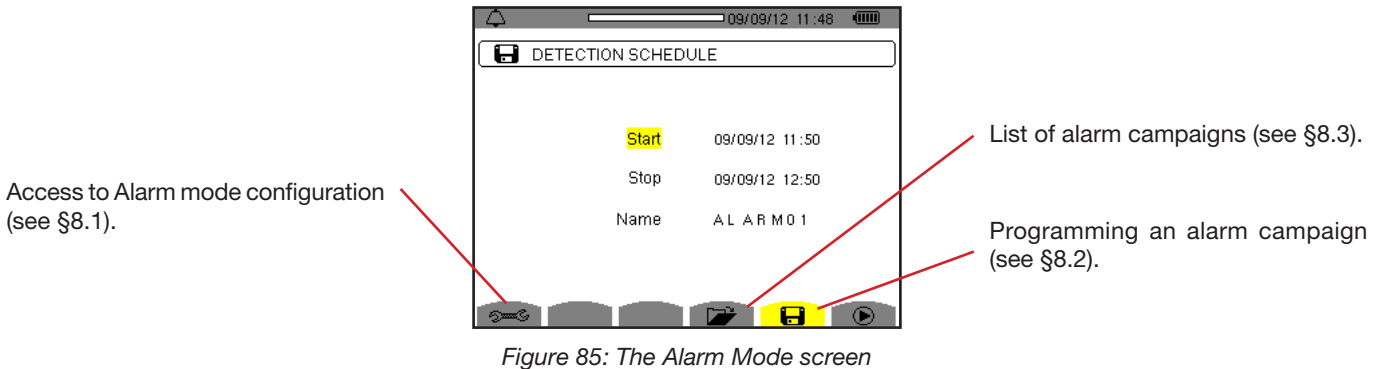 09/09/12 11:48
DETECTION SCHEDULE
Start 09/09/12 11:50
Stop 09/09/12 12:50
Name ALARM01
Access to Alarm mode configuration
(see §8.1).
List of alarm campaigns (see §8.3).
Programming an alarm campaign
(see §8.2).
Figure 85: The Alarm Mode screen